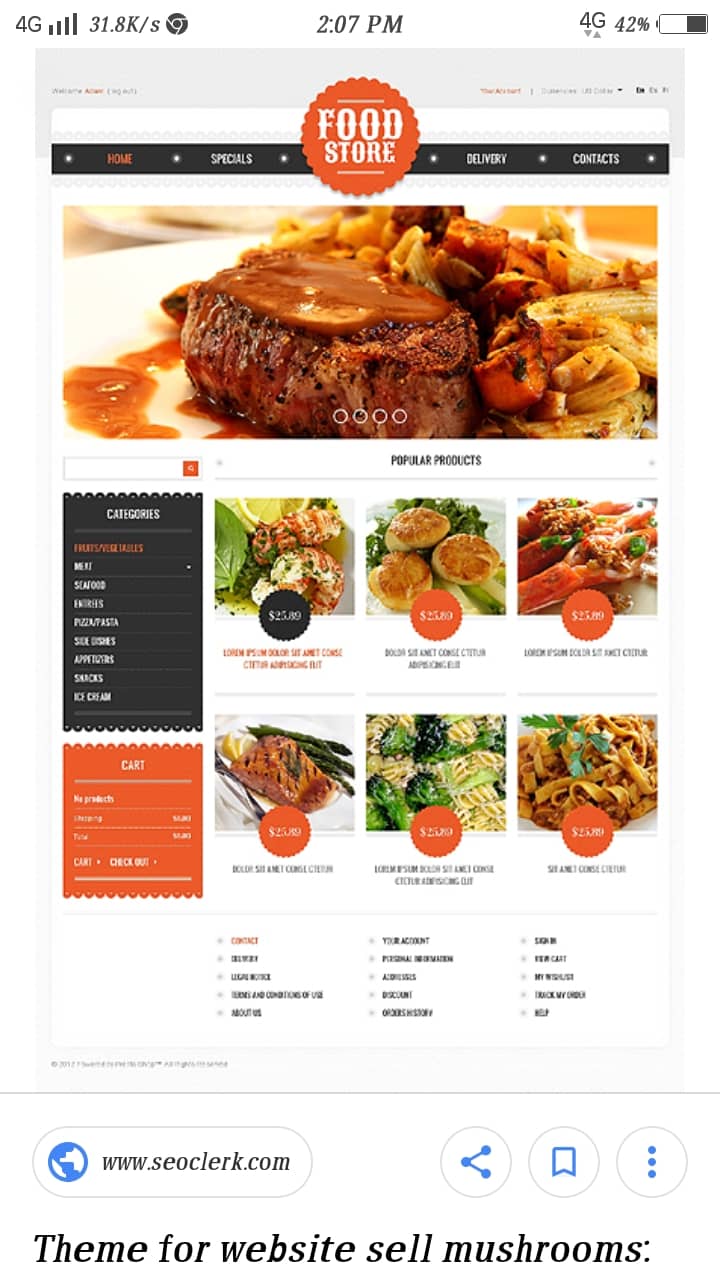 4G 31.8K/s 2:07 PM 4G 42%
Welcome Adam (log out)
Your Account | Currencies: US Dollar En Es Fr
FOOD
STORE
HOME SPECIALS DELIVERY CONTACTS
POPULAR PRODUCTS
CATEGORIES
FRUITS/VEGETABLES
MEAT
SEAFOOD
ENTREES
PIZZA/PASTA
SIDE DISHES
APPETIZERS
SNACKS
ICE CREAM
CART
No products
Shipping $0.00
Total $0.00
CART CHECK OUT
$25.89
LOREM IPSUM DOLOR SIT AMET CONSE
CTETUR ADIPISICING ELIT
$25.89
DOLOR SIT AMET CONSE CTETUR
ADIPISICING ELIT
$25.89
LOREM IPSUM DOLOR SIT AMET CTETUR
$25.89
DOLOR SIT AMET CONSE CTETUR
$25.89
LOREM IPSUM DOLOR SIT AMET CONSE
CTETUR ADIPISICING ELIT
$25.89
SIT AMET CONSE CTETUR
CONTACT
DELIVERY
LEGAL NOTICE
TERMS AND CONDITIONS OF USE
ABOUT US
YOUR ACCOUNT
PERSONAL INFORMATION
ADDRESSES
DISCOUNT
ORDERS HISTORY
SIGN IN
VIEW CART
MY WISHLIST
TRACK MY ORDER
HELP
© 2012 Powered by PrestaShop™ All Rights Reserved
www.seoclerk.com
Theme for website sell mushrooms: